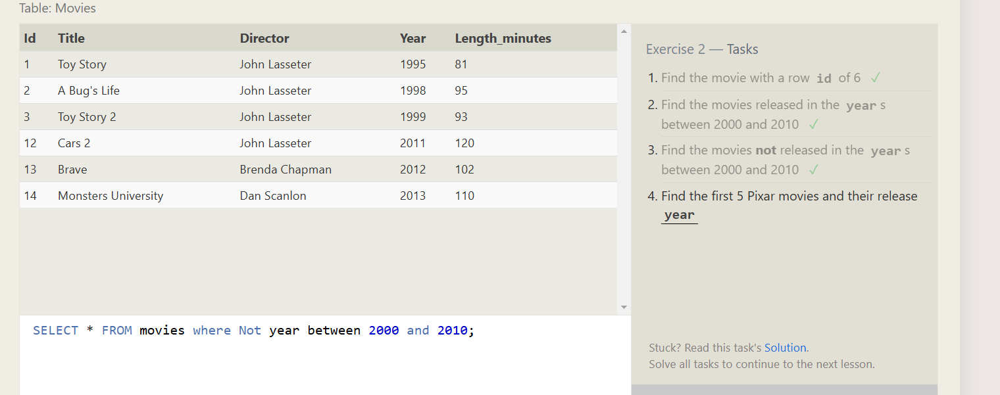 Table: Movies
Id Title Director Year Length_minutes
1 Toy Story John Lasseter 1995 81
2 A Bug's Life John Lasseter 1998 95
3 Toy Story 2 John Lasseter 1999 93
12 Cars 2 John Lasseter 2011 120
13 Brave Brenda Chapman 2012 102
14 Monsters University Dan Scanlon 2013 110
SELECT * FROM movies where Not year between 2000 and 2010;
Exercise 2 — Tasks
1. Find the movie with a row id of 6 ✓
2. Find the movies released in the year s
between 2000 and 2010 ✓
3. Find the movies not released in the year s
between 2000 and 2010 ✓
4. Find the first 5 Pixar movies and their release
year
Stuck? Read this task's Solution.
Solve all tasks to continue to the next lesson.